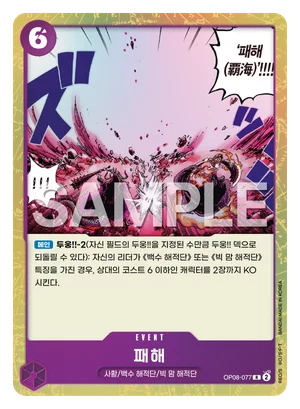 6
'패해
(覇海)'!!!!
ズ
ズ
SAMPLE
메인 두웅!!-2(자신 필드의 두웅!!을 지정된 수만큼 두웅!! 덱으로
되돌릴 수 있다): 자신의 리더가 《백수 해적단》 또는 《빅 맘 해적단》
특징을 가진 경우, 상대의 코스트 6 이하인 캐릭터를 2장까지 KO
시킨다.
EVENT
패해
사황/백수 해적단/빅 맘 해적단
OP08-077 R 2